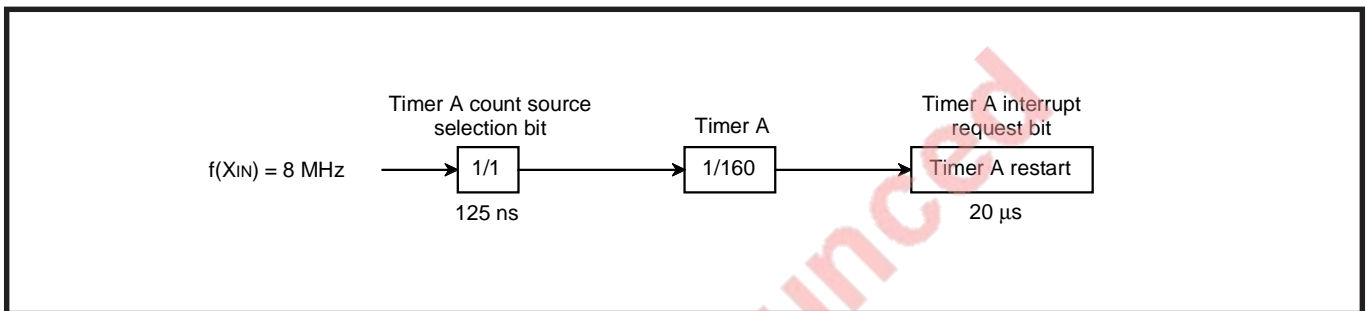 Timer A count source
selection bit
Timer A
Timer A interrupt
request bit
f(XIN) = 8 MHz
1/1
1/160
Timer A restart
125 ns
20 μs
unced